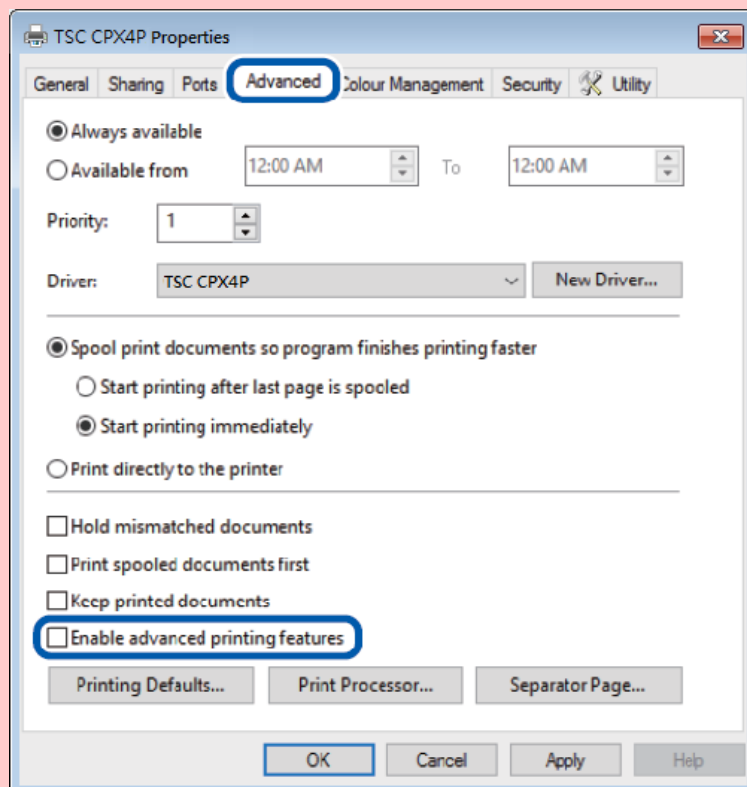 TSC CPX4P Properties
General Sharing Ports Advanced Colour Management Security Utility
Always available
Available from 12:00 AM To 12:00 AM
Priority: 1
Driver: TSC CPX4P New Driver...
Spool print documents so program finishes printing faster
Start printing after last page is spooled
Start printing immediately
Print directly to the printer
Hold mismatched documents
Print spooled documents first
Keep printed documents
Enable advanced printing features
Printing Defaults... Print Processor... Separator Page...
OK Cancel Apply Help